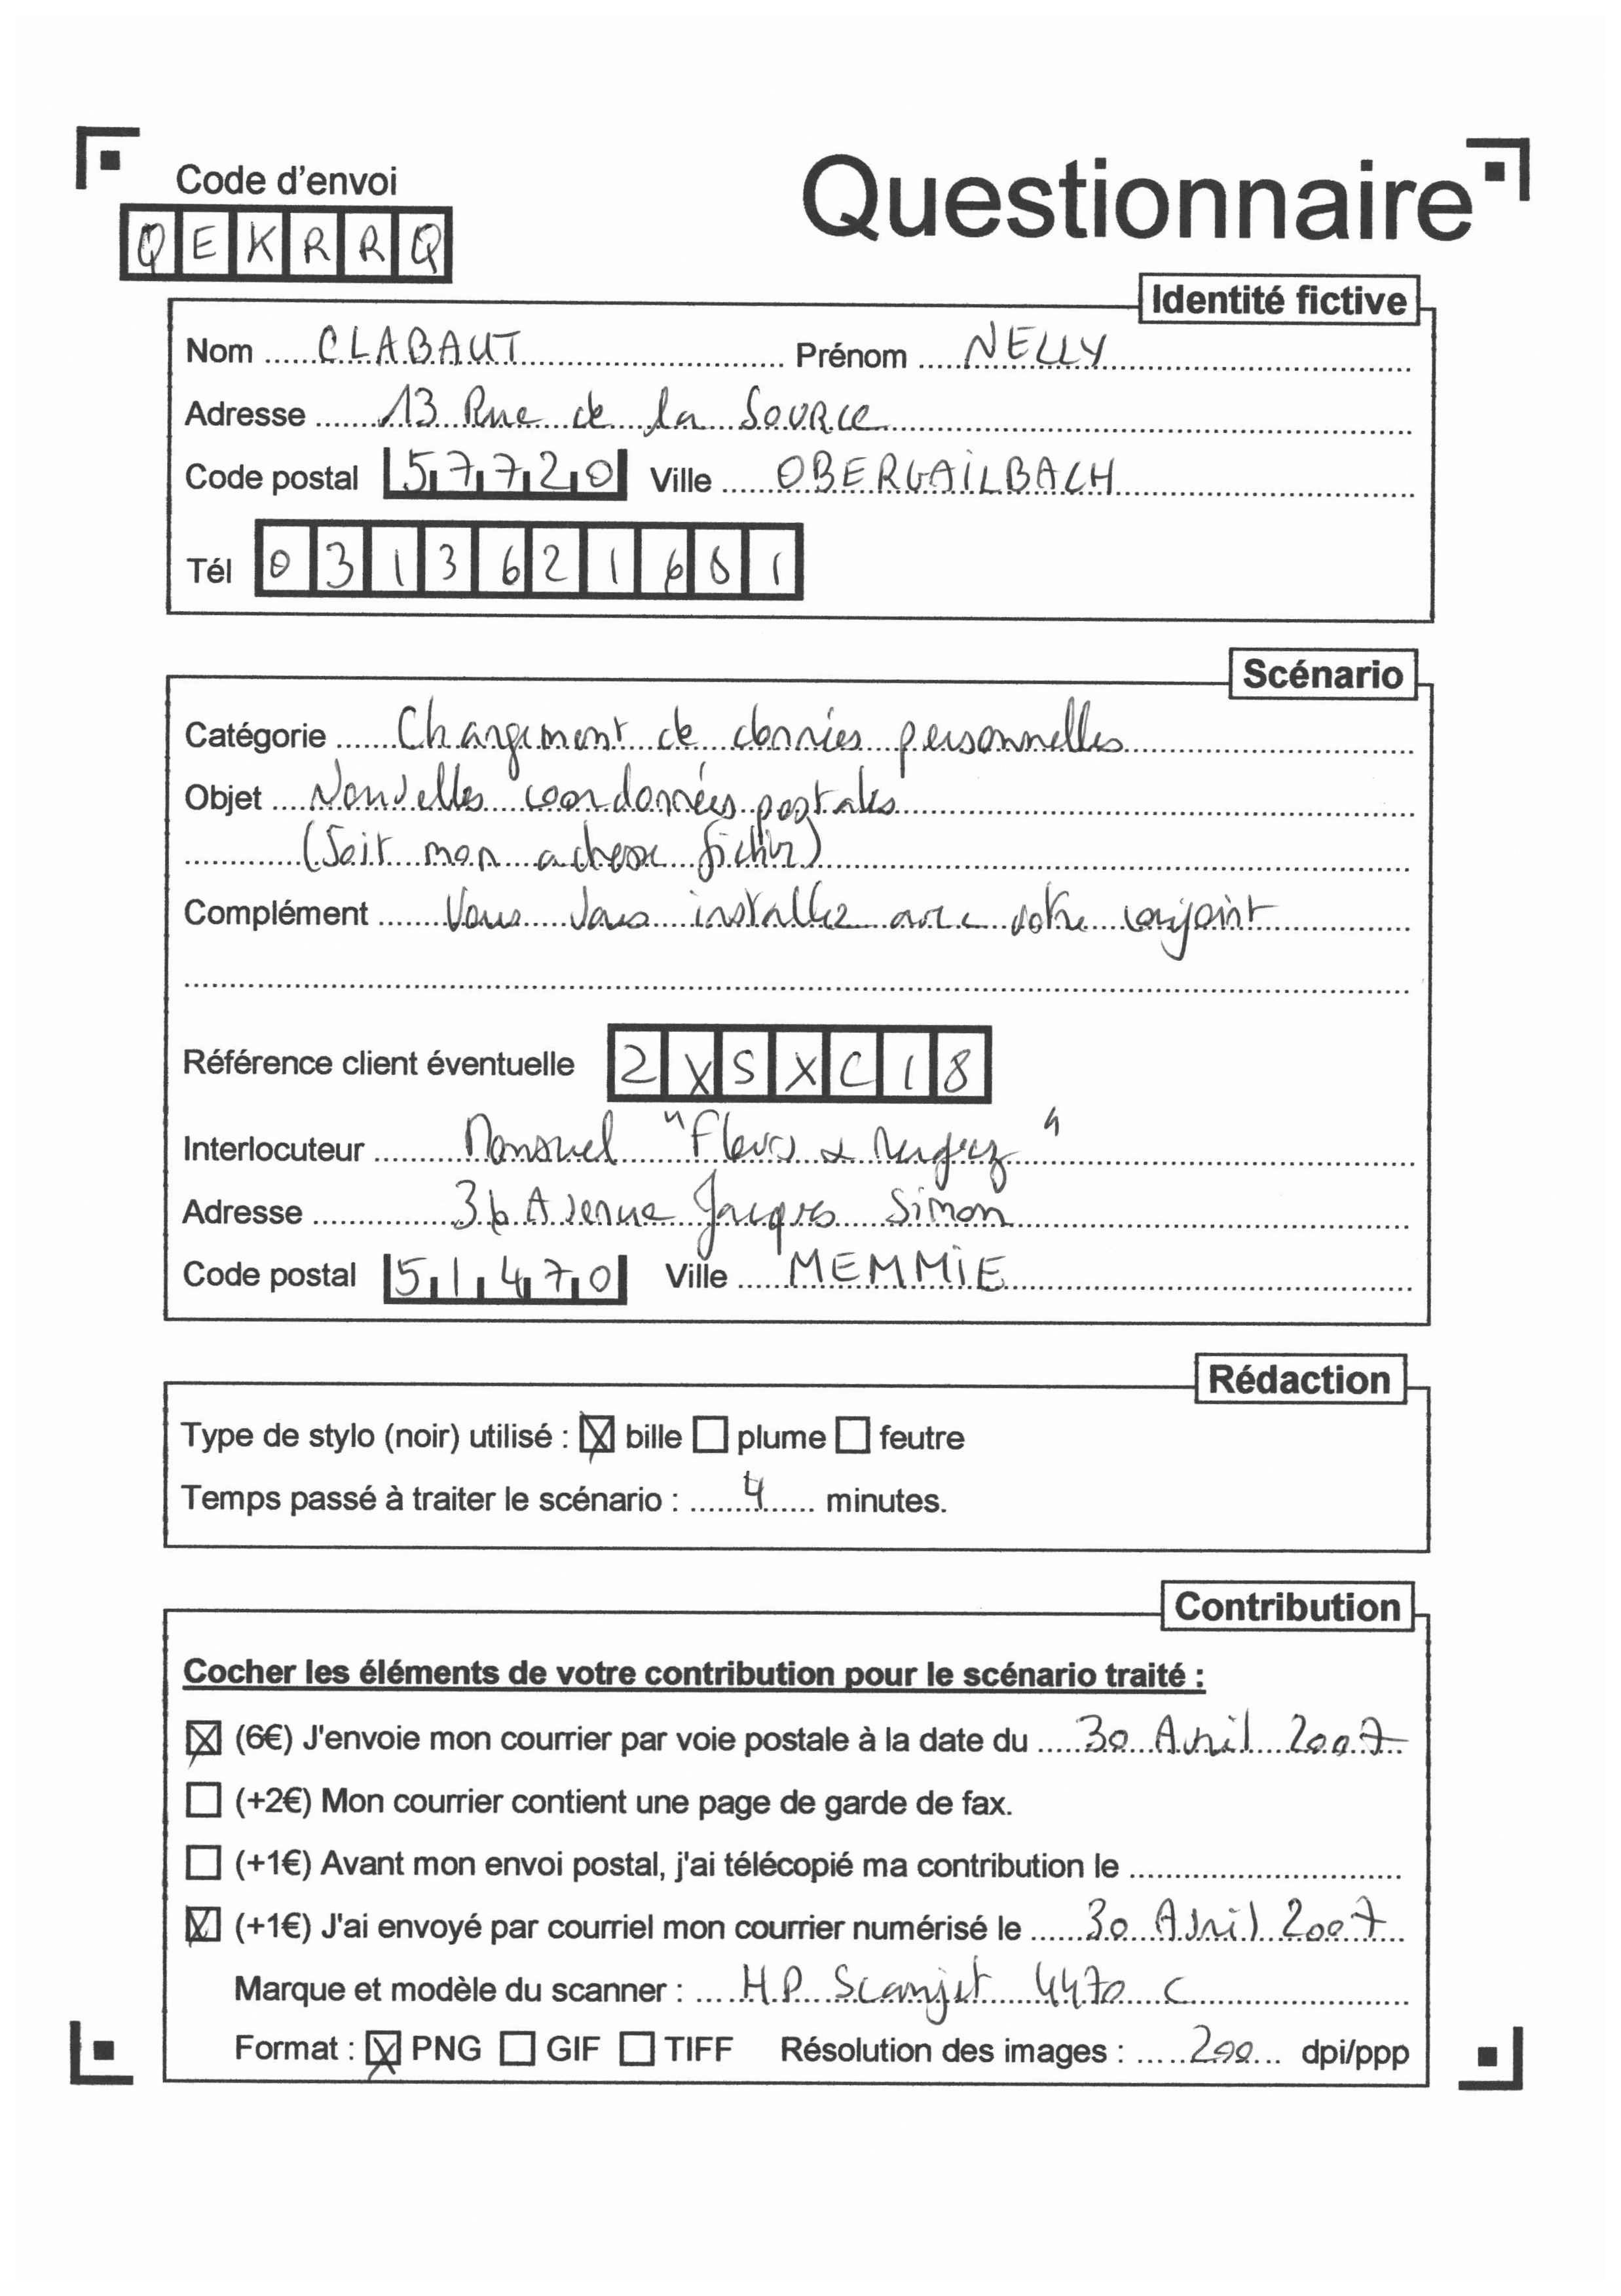 Code d'envoi
Questionnaire
QEKRRQ
Identité fictive
Nom CLABAUT Prénom NELLY
Adresse 13 Rue de la SOURCE
Code postal 57720 Ville OBERGAILBACH
Tél 03136216 1
Scénario
Catégorie Changement de données personnelles
Objet Nouvelles coordonnées postales
(Soit mon adresse fictive)
Complément Vous vous installez avec votre conjoint
Référence client éventuelle 2XSXC18
Interlocuteur Mensuel "Fleurs &
Adresse 36 Avenue Jacques Simon
Code postal 51470 Ville MEMMIE
Rédaction
Type de stylo (noir) utilisé : bille plume feutre
Temps passé à traiter le scénario : 4 minutes.
Contribution
Cocher les éléments de votre contribution pour le scénario traité :
(6€) J'envoie mon courrier par voie postale à la date du 30 Avril 2007
(+2€) Mon courrier contient une page de garde de fax.
(+1€) Avant mon envoi postal, j'ai télécopié ma contribution le
(+1€) J'ai envoyé par courriel mon courrier numérisé le 30 Avril 2007
Marque et modèle du scanner : HP Scanjet 4470 C
Format : PNG GIF TIFF Résolution des images : 200 dpi/ppp